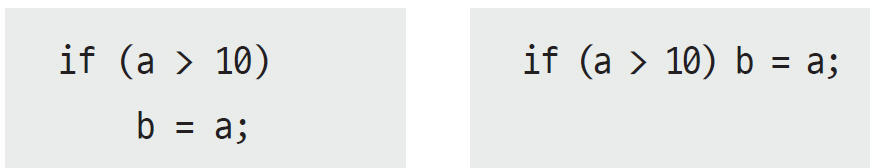 if (a > 10)
b = a;
if (a > 10) b = a;